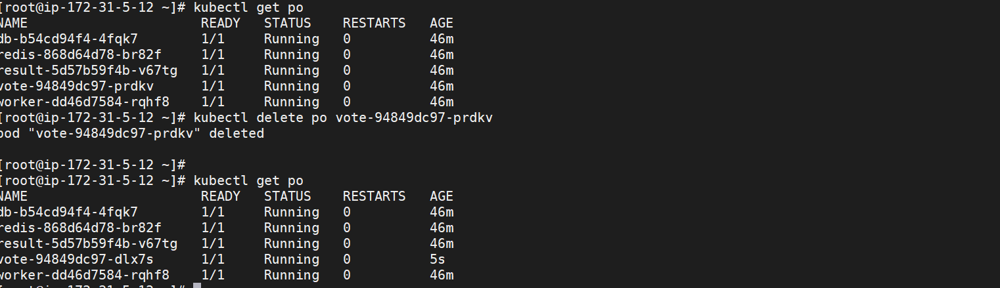 [root@ip-172-31-5-12 ~]# kubectl get po
NAME                      READY   STATUS    RESTARTS   AGE
db-b54cd94f4-4fqk7        1/1     Running   0          46m
redis-868d64d78-br82f     1/1     Running   0          46m
result-5d57b59f4b-v67tg   1/1     Running   0          46m
vote-94849dc97-prdkv      1/1     Running   0          46m
worker-dd46d7584-rqhf8    1/1     Running   0          46m
[root@ip-172-31-5-12 ~]# kubectl delete po vote-94849dc97-prdkv
pod "vote-94849dc97-prdkv" deleted
[root@ip-172-31-5-12 ~]#
[root@ip-172-31-5-12 ~]# kubectl get po
NAME                      READY   STATUS    RESTARTS   AGE
db-b54cd94f4-4fqk7        1/1     Running   0          46m
redis-868d64d78-br82f     1/1     Running   0          46m
result-5d57b59f4b-v67tg   1/1     Running   0          46m
vote-94849dc97-dlx7s      1/1     Running   0          5s
worker-dd46d7584-rqhf8    1/1     Running   0          46m
[root@ip-172-31-5-12 ~]#